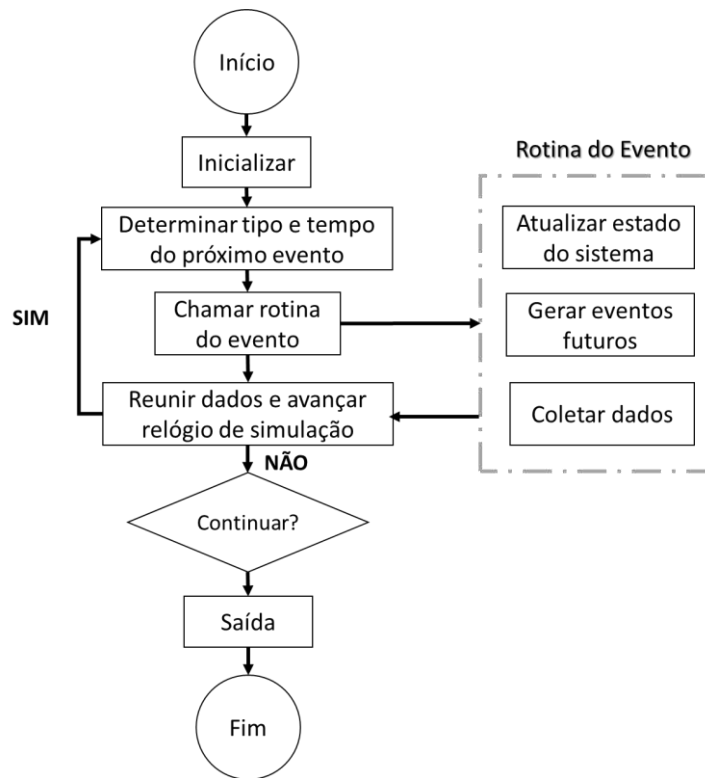 Início
Inicializar
Determinar tipo e tempo
do próximo evento
Chamar rotina
do evento
SIM
Reunir dados e avançar
relógio de simulação
NÃO
Continuar?
Saída
Fim
Rotina do Evento
Atualizar estado
do sistema
Gerar eventos
futuros
Coletar dados